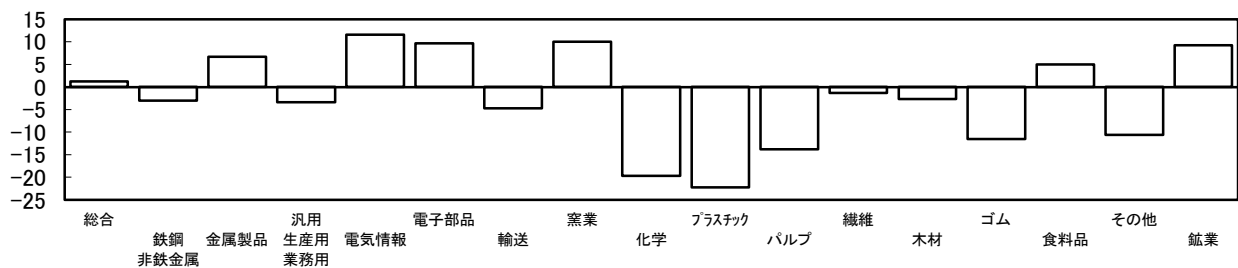 15
10
5
0
-5
-10
-15
-20
-25
総合
鉄鋼
非鉄金属
金属製品
汎用
生産用
業務用
電気情報
電子部品
輸送
窯業
化学
プラスチック
パルプ
繊維
木材
ゴム
食料品
その他
鉱業